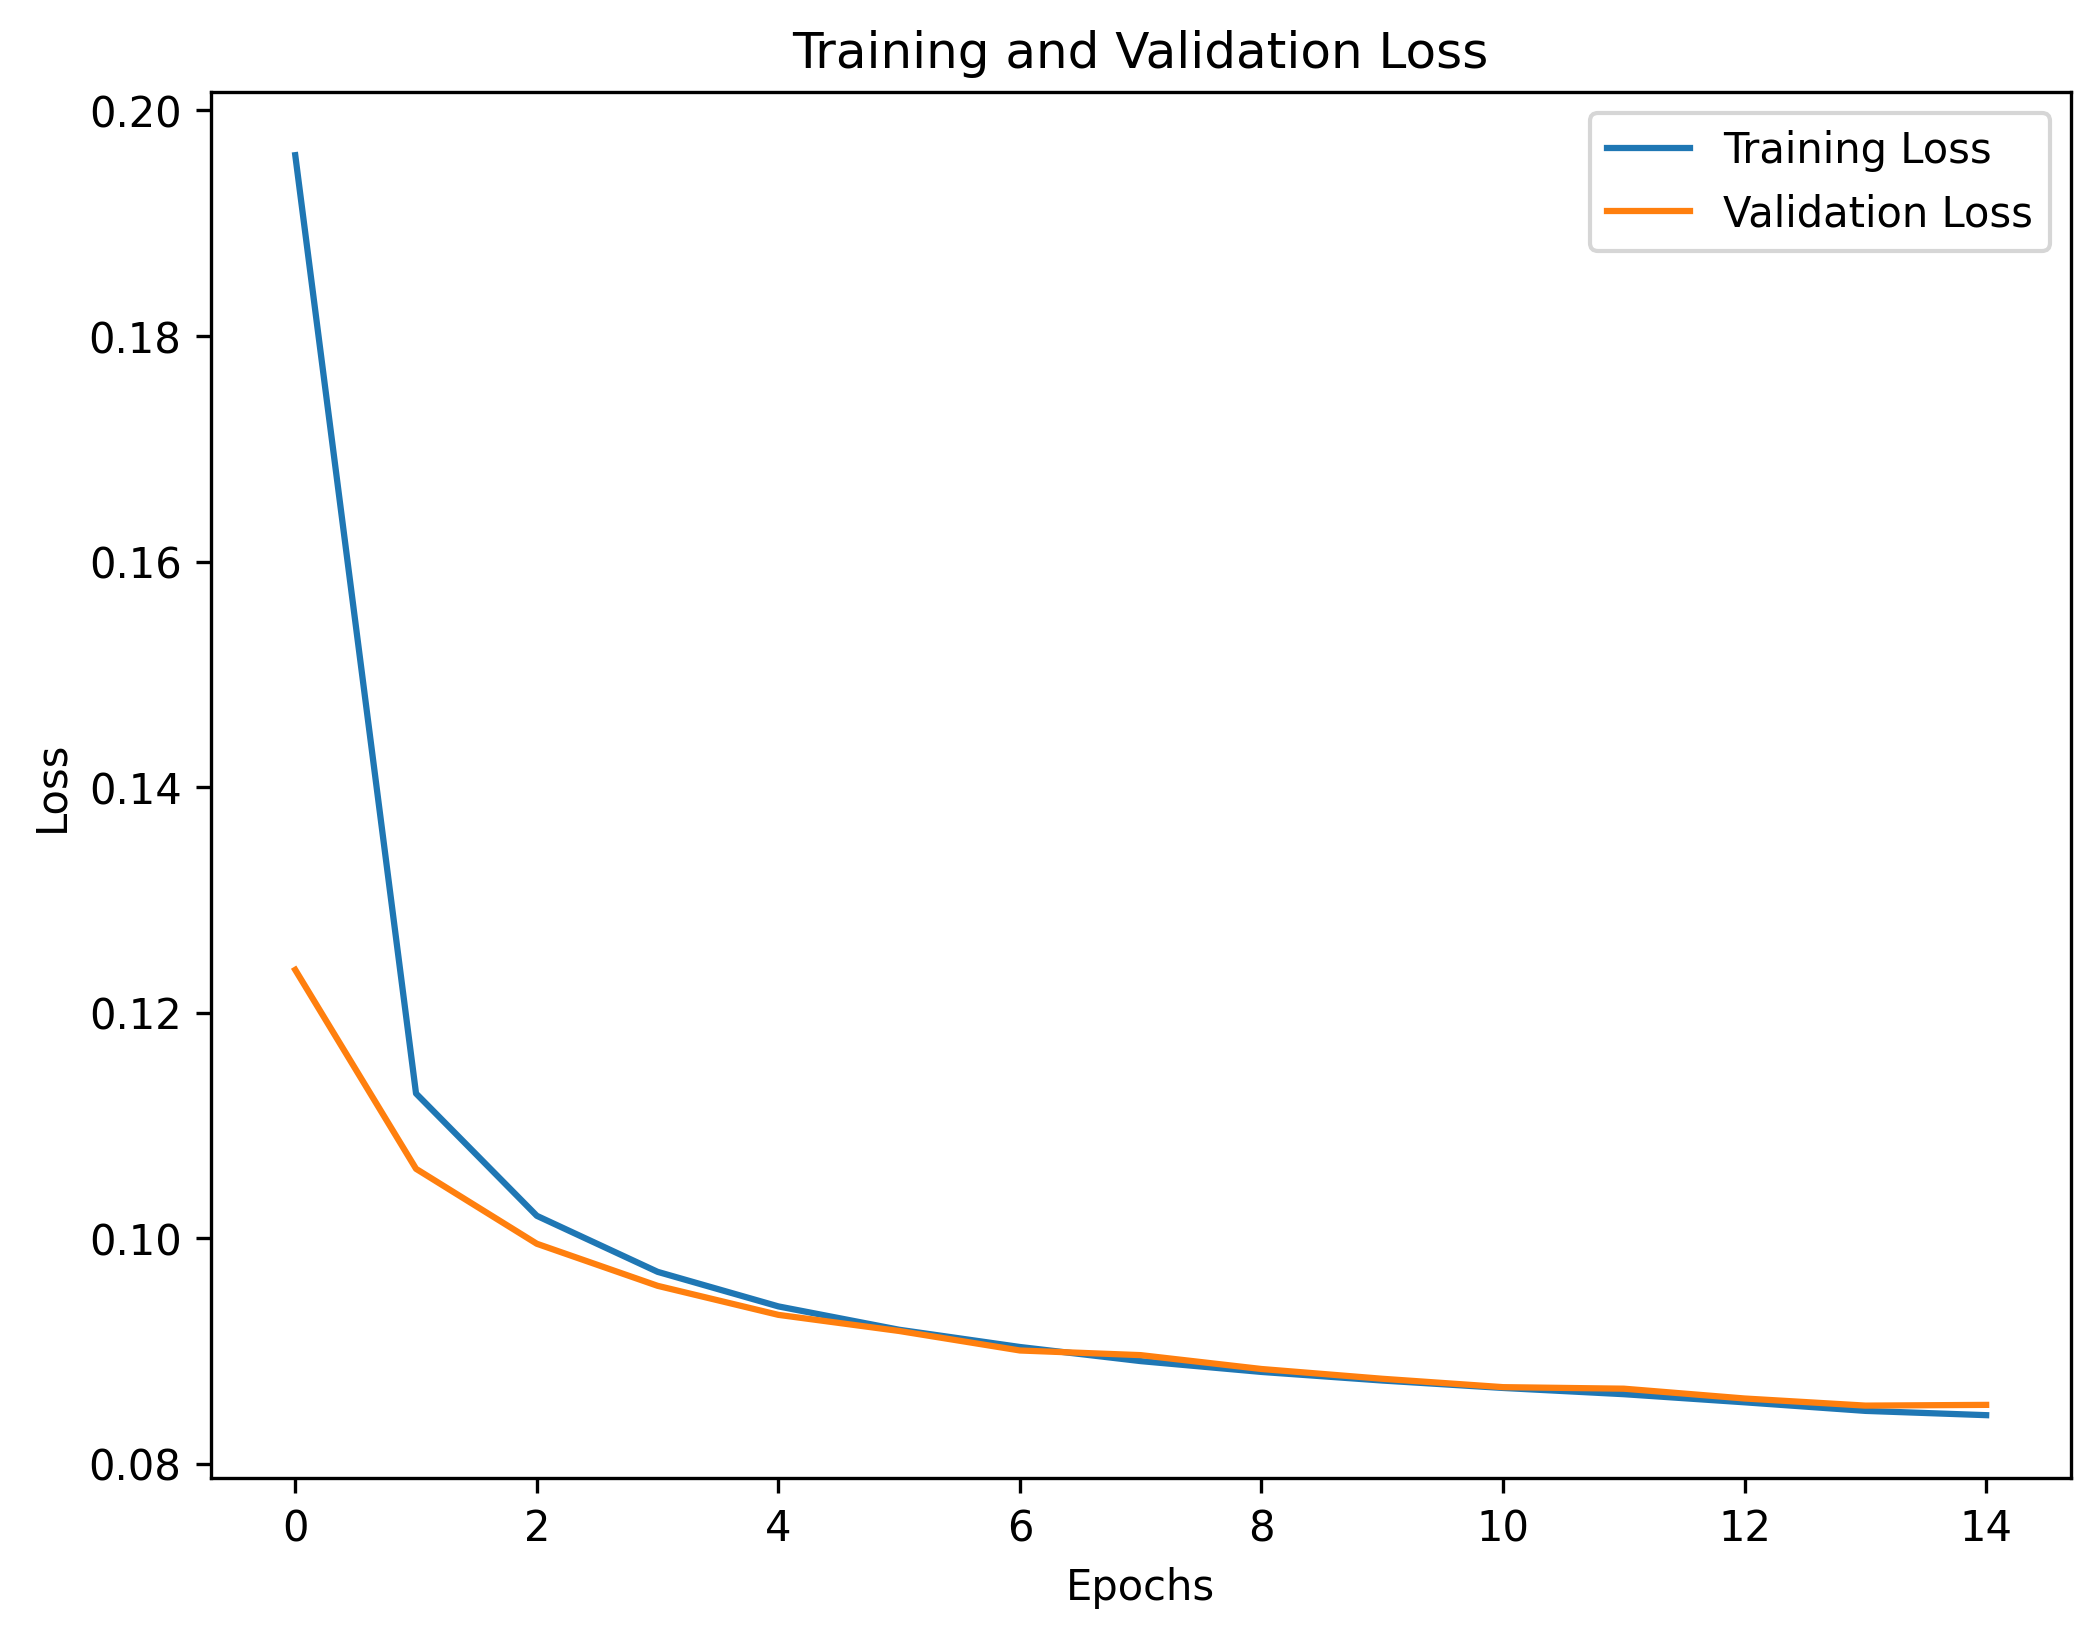 Training and Validation Loss
Training Loss
Validation Loss
0.20
0.18
0.16
0.14
0.12
0.10
0.08
Loss
0 2 4 6 8 10 12 14
Epochs